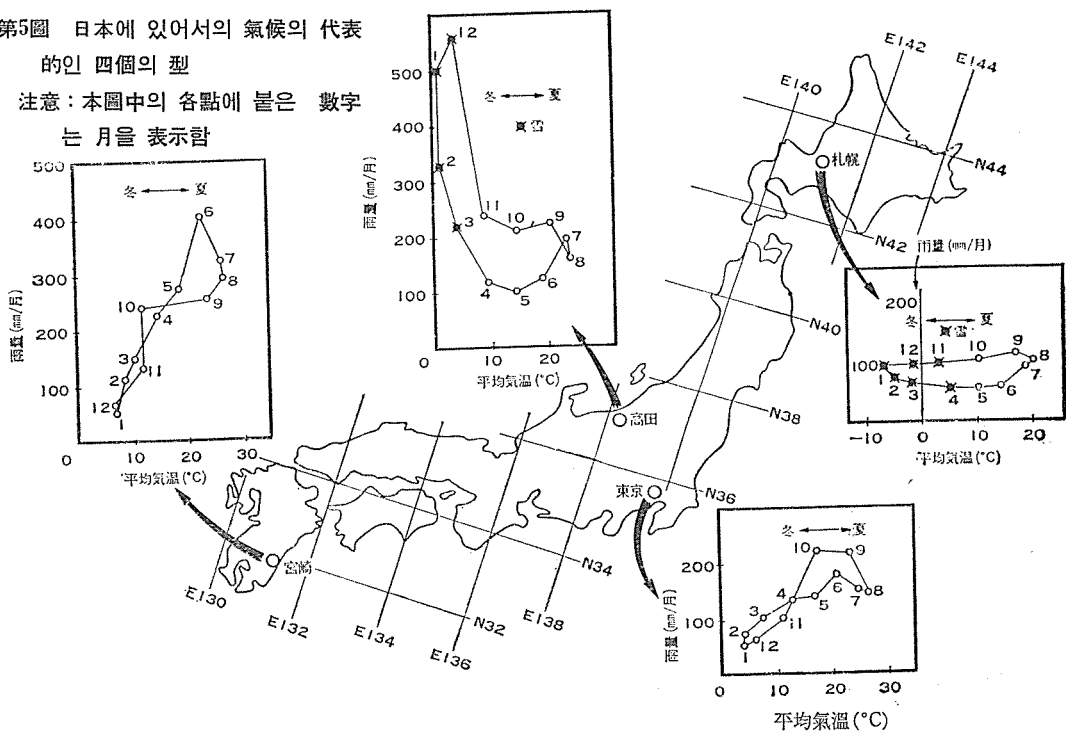 第5圖 日本에 있어서의 氣候의 代表
的인 四個의 型
注意：本圖中의 各點에 붙은 數字
는 月을 表示함
500
400
300
200
100
雨量(mm/月)
冬 ←→ 夏
6
7
8
5
9
10
4
3
11
2
12
1
0 10 20 30
平均気溫(°C)
500
400
300
200
100
雨量(mm/月)
12
1
冬 ←→ 夏
雪
2
3
11
10
9
7
8
4
5
6
0 10 20 30
平均気溫(°C)
E142
E144
E140
札幌
N44
N42
雨量(mm/月)
200
冬 夏
雪
100
12
11
10
9
8
7
1
2
3
4
5
6
-10 0 10 20
平均気溫(°C)
N40
N38
高田
東京
N36
N34
N32
宮崎
E130
E132
E134
E136
E138
雨量(mm/月)
200
100
冬 ←→ 夏
10
9
6
4
5
7
8
3
11
2
12
1
0 10 20 30
平均氣溫(°C)